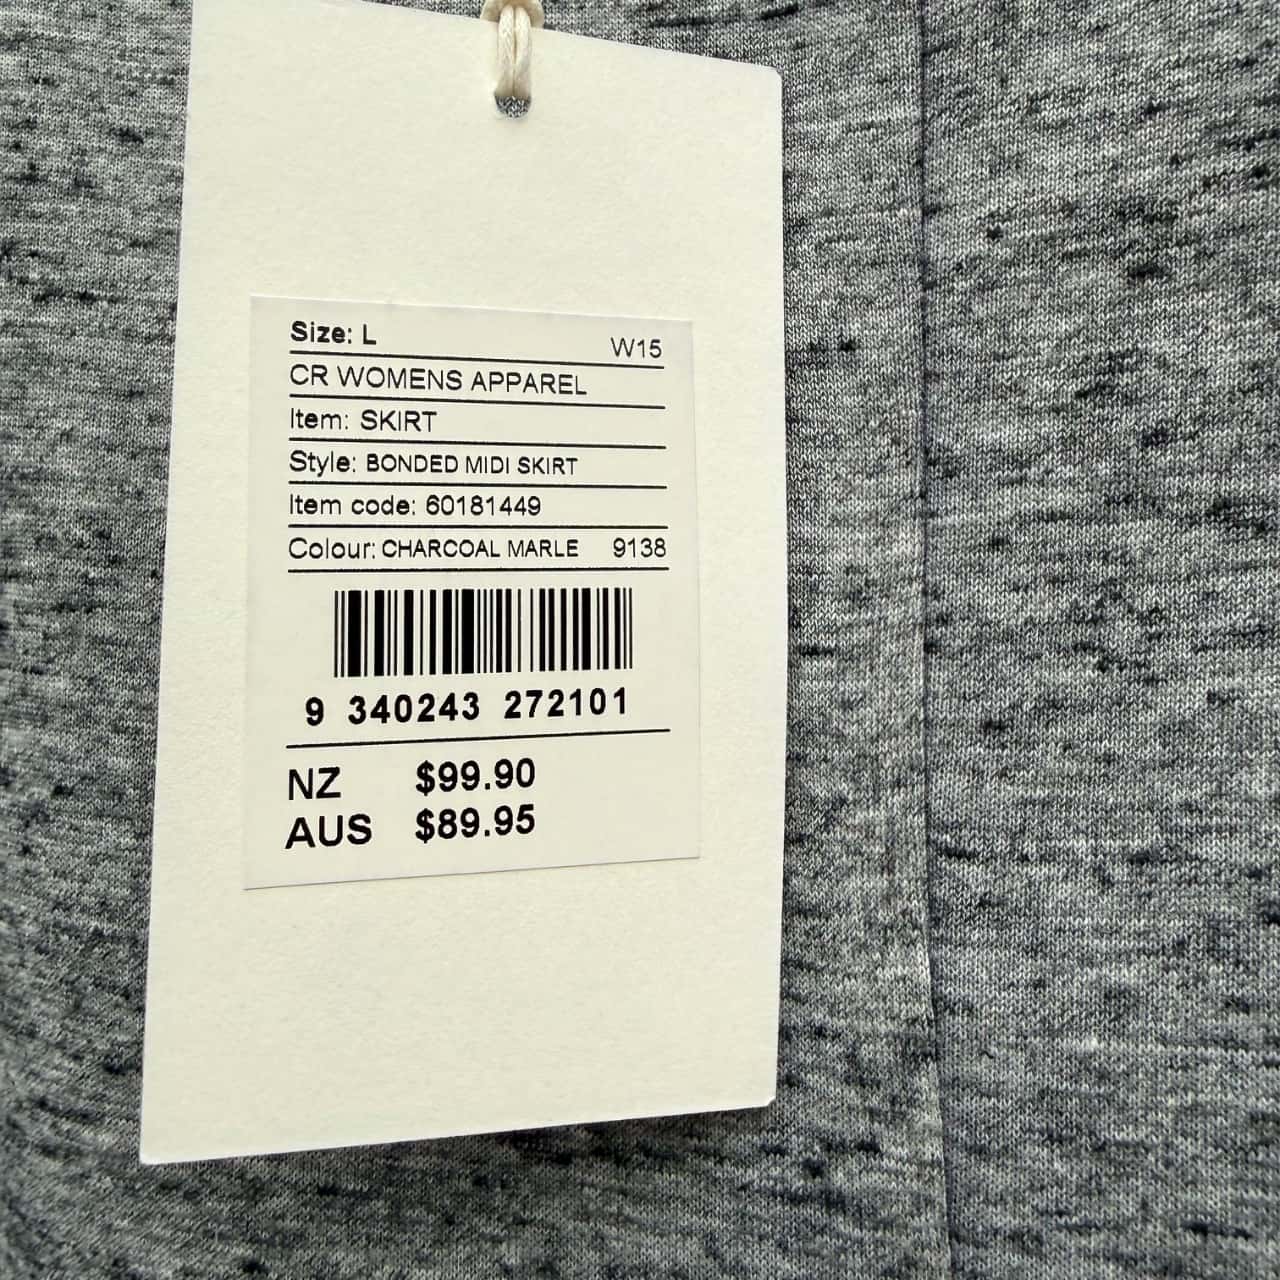 Size: L W15
CR WOMENS APPAREL
Item: SKIRT
Style: BONDED MIDI SKIRT
Item code: 60181449
Colour: CHARCOAL MARLE 9138
9 340243 272101
NZ $99.90
AUS $89.95